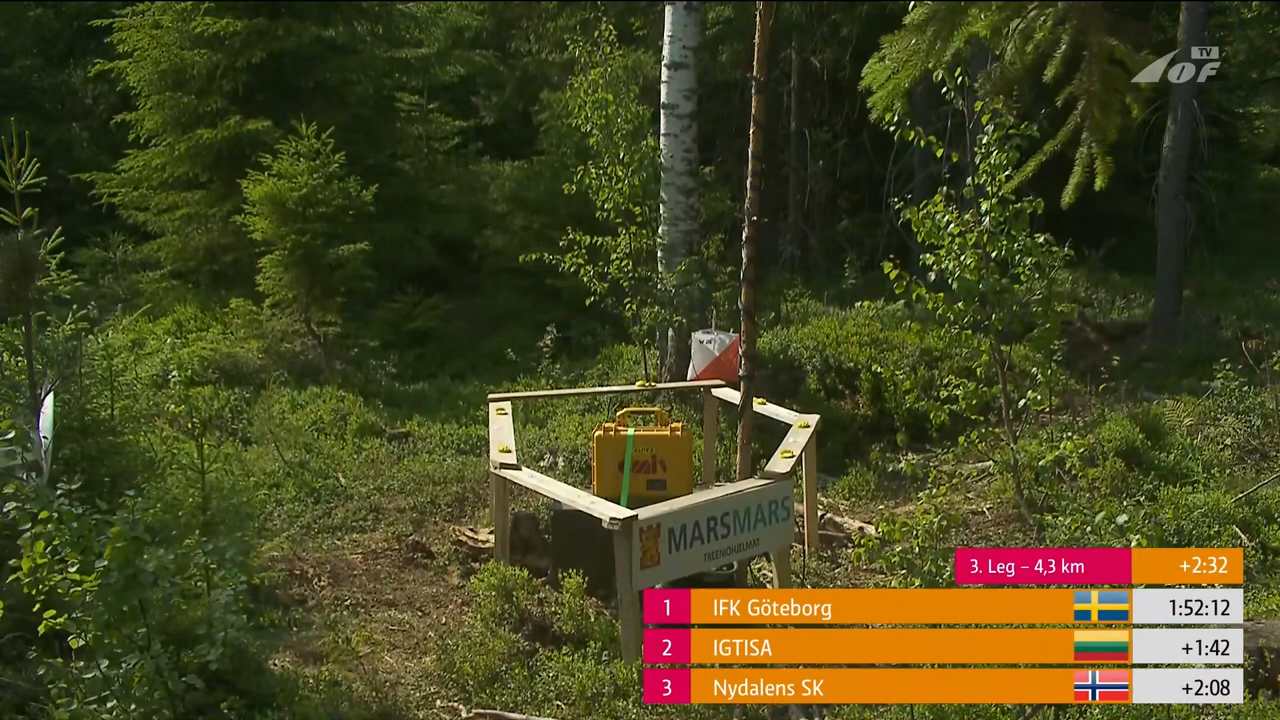 TV
IOF
MARSMARS
TREENIOHJELMAT
emit
3. Leg – 4,3 km
+2:32
1 IFK Göteborg 1:52:12
2 IGTISA +1:42
3 Nydalens SK +2:08